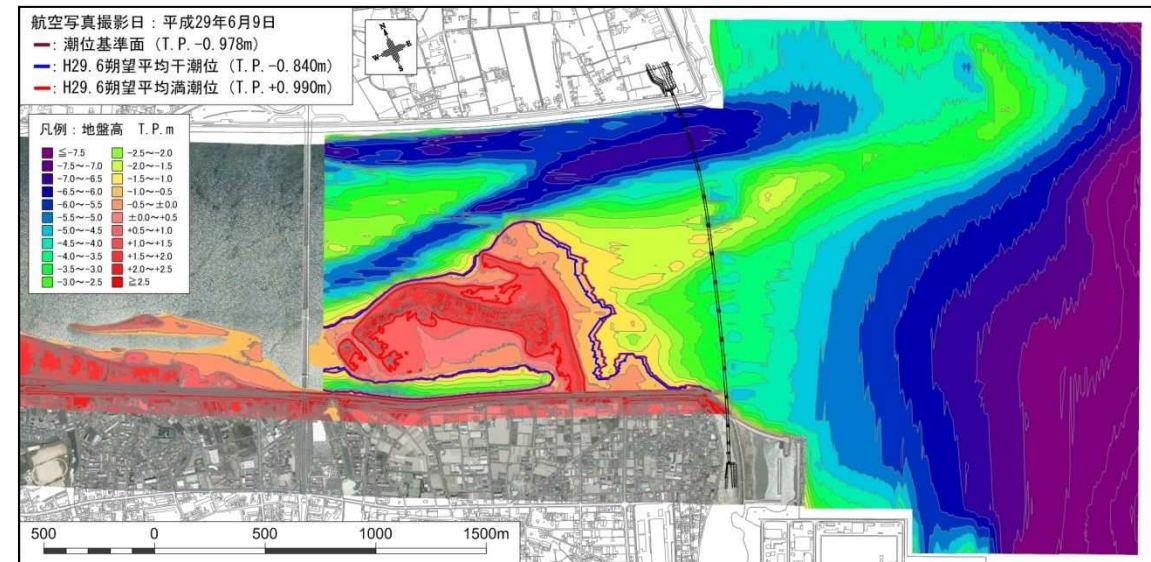 航空写真撮影日：平成29年6月9日
━：潮位基準面（T.P.-0.978m）
━：H29.6朔望平均干潮位（T.P.-0.840m）
━：H29.6朔望平均満潮位（T.P.+0.990m）
N
W E
S
凡例：地盤高 T.P.m
≦-7.5
-7.5～-7.0
-7.0～-6.5
-6.5～-6.0
-6.0～-5.5
-5.5～-5.0
-5.0～-4.5
-4.5～-4.0
-4.0～-3.5
-3.5～-3.0
-3.0～-2.5
-2.5～-2.0
-2.0～-1.5
-1.5～-1.0
-1.0～-0.5
-0.5～±0.0
±0.0～+0.5
+0.5～+1.0
+1.0～+1.5
+1.5～+2.0
+2.0～+2.5
≧2.5
500 0 500 1000 1500m